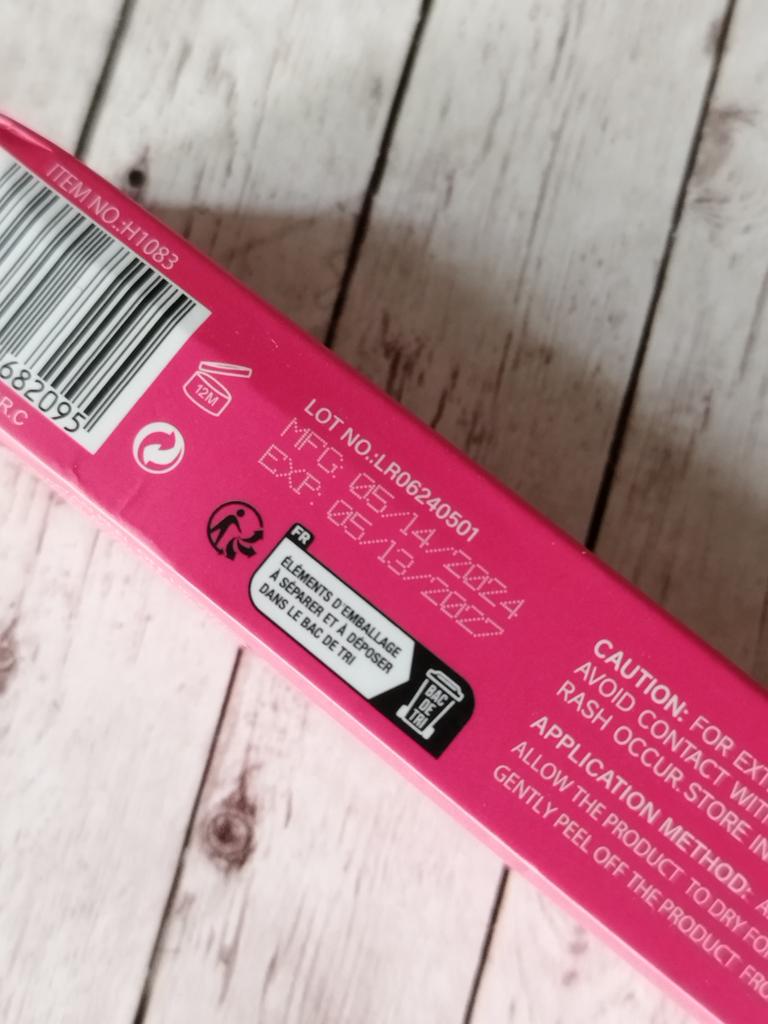 ITEM NO.:H1083
682095
R.C
12M
LOT NO.:LR06240501
MFG: 05/14/2024
EXP: 05/13/2027
FR
ÉLÉMENTS D'EMBALLAGE
À SÉPARER ET À DÉPOSER
DANS LE BAC DE TRI
BAC
DE
TRI
CAUTION: FOR EXT
AVOID CONTACT WIT
RASH OCCUR.STORE IN
APPLICATION METHOD: A
ALLOW THE PRODUCT TO DRY FO
GENTLY PEEL OFF THE PRODUCT FRO